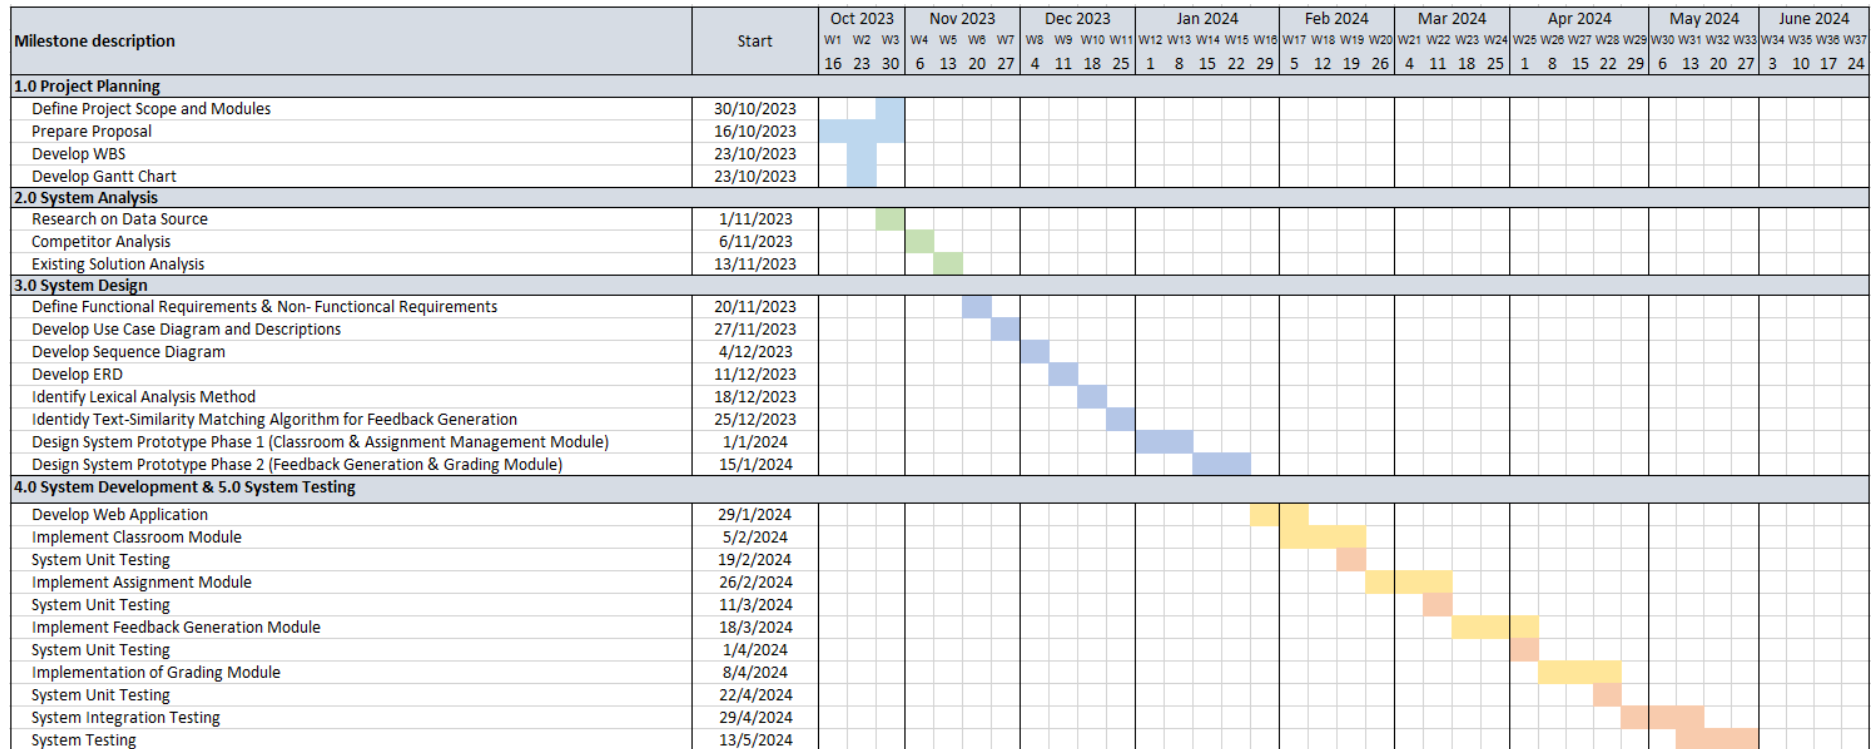 Oct 2023 Nov 2023 Dec 2023 Jan 2024 Feb 2024 Mar 2024 Apr 2024 May 2024 June 2024
Milestone description Start W1 W2 W3 W4 W5 W6 W7 W8 W9 W10 W11 W12 W13 W14 W15 W16 W17 W18 W19 W20 W21 W22 W23 W24 W25 W26 W27 W28 W29 W30 W31 W32 W33 W34 W35 W36 W37
16 23 30 6 13 20 27 4 11 18 25 1 8 15 22 29 5 12 19 26 4 11 18 25 1 8 15 22 29 6 13 20 27 3 10 17 24
1.0 Project Planning
Define Project Scope and Modules 30/10/2023
Prepare Proposal 16/10/2023
Develop WBS 23/10/2023
Develop Gantt Chart 23/10/2023
2.0 System Analysis
Research on Data Source 1/11/2023
Competitor Analysis 6/11/2023
Existing Solution Analysis 13/11/2023
3.0 System Design
Define Functional Requirements & Non- Functioncal Requirements 20/11/2023
Develop Use Case Diagram and Descriptions 27/11/2023
Develop Sequence Diagram 4/12/2023
Develop ERD 11/12/2023
Identify Lexical Analysis Method 18/12/2023
Identidy Text-Similarity Matching Algorithm for Feedback Generation 25/12/2023
Design System Prototype Phase 1 (Classroom & Assignment Management Module) 1/1/2024
Design System Prototype Phase 2 (Feedback Generation & Grading Module) 15/1/2024
4.0 System Development & 5.0 System Testing
Develop Web Application 29/1/2024
Implement Classroom Module 5/2/2024
System Unit Testing 19/2/2024
Implement Assignment Module 26/2/2024
System Unit Testing 11/3/2024
Implement Feedback Generation Module 18/3/2024
System Unit Testing 1/4/2024
Implementation of Grading Module 8/4/2024
System Unit Testing 22/4/2024
System Integration Testing 29/4/2024
System Testing 13/5/2024